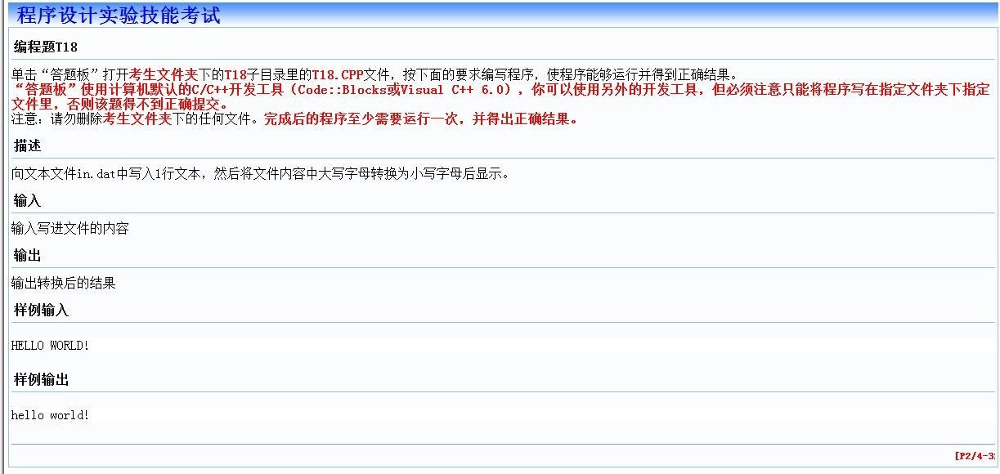 程序设计实验技能考试
编程题T18
单击“答题板”打开考生文件夹下的T18子目录里的T18.CPP文件，按下面的要求编写程序，使程序能够运行并得到正确结果。
“答题板”使用计算机默认的C/C++开发工具（Code::Blocks或Visual C++ 6.0），你可以使用另外的开发工具，但必须注意只能将程序写在指定文件夹下指定
文件里，否则该题得不到正确提交。
注意：请勿删除考生文件夹下的任何文件。完成后的程序至少需要运行一次，并得出正确结果。
描述
向文本文件in.dat中写入1行文本，然后将文件内容中大写字母转换为小写字母后显示。
输入
输入写进文件的内容
输出
输出转换后的结果
样例输入
HELLO WORLD!
样例输出
hello world!
[P2/4-3